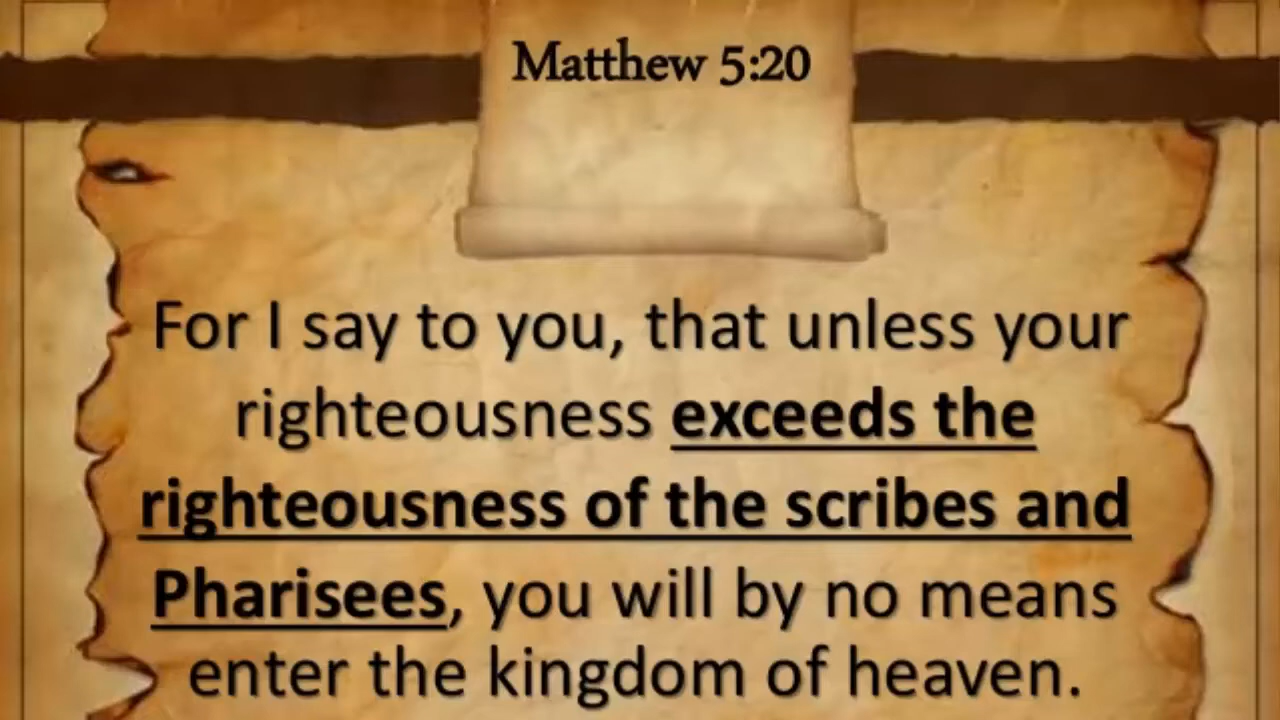 Matthew 5:20
For I say to you, that unless your
righteousness exceeds the
righteousness of the scribes and
Pharisees, you will by no means
enter the kingdom of heaven.